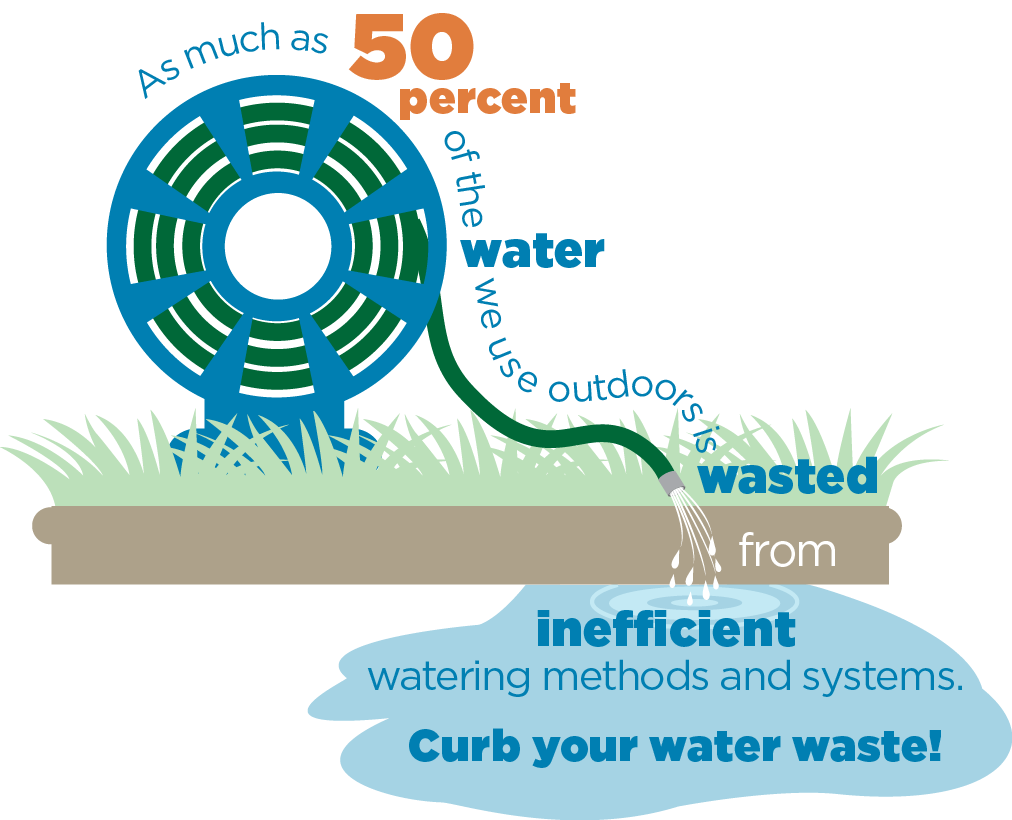 As much as
50
percent
of the
water
we use outdoors is
wasted
from
inefficient
watering methods and systems.
Curb your water waste!